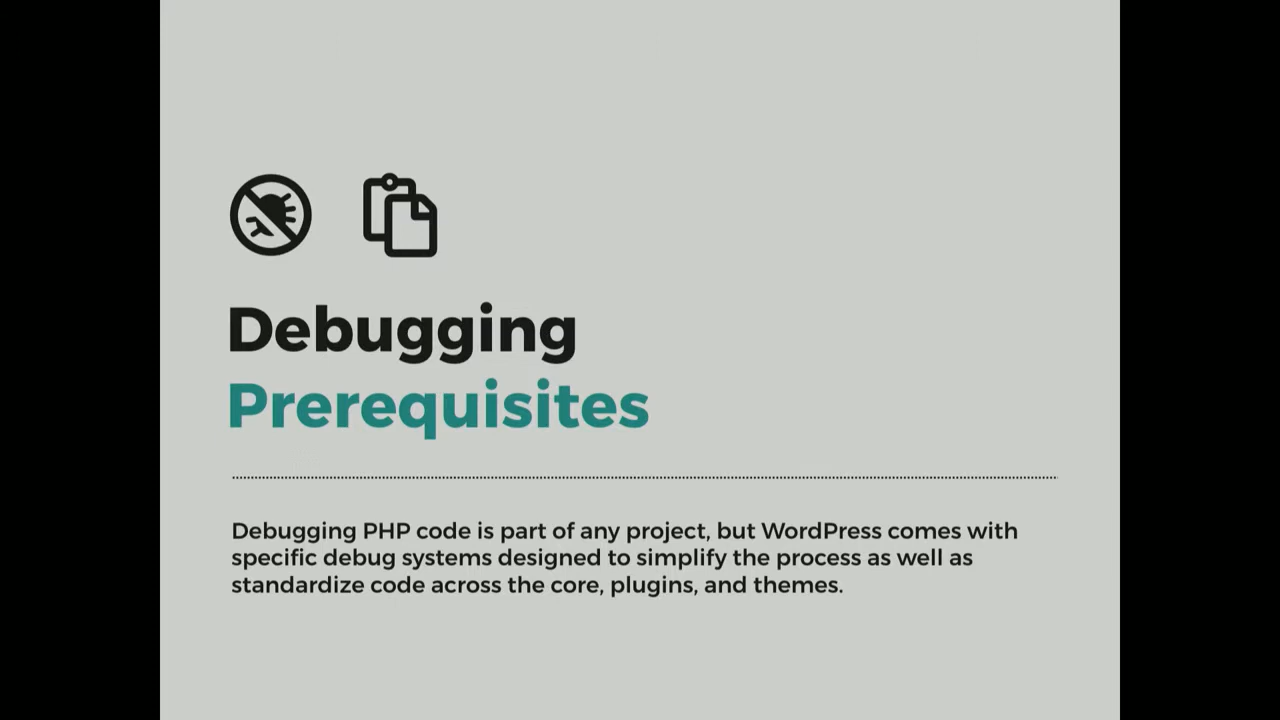 Debugging
Prerequisites
Debugging PHP code is part of any project, but WordPress comes with
specific debug systems designed to simplify the process as well as
standardize code across the core, plugins, and themes.